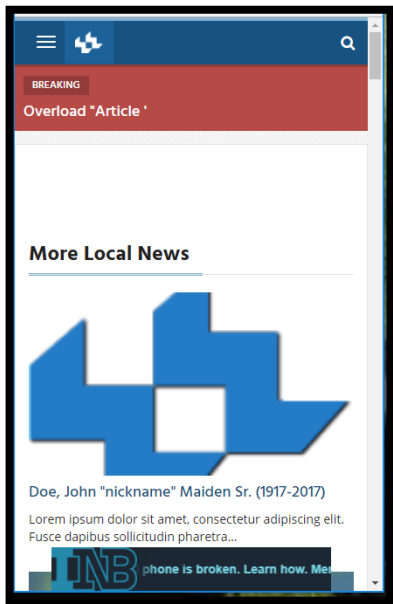 BREAKING
Overload "Article '
More Local News
Doe, John "nickname" Maiden Sr. (1917-2017)
Lorem ipsum dolor sit amet, consectetur adipiscing elit.
Fusce dapibus sollicitudin pharetra...
INB phone is broken. Learn how. Mer